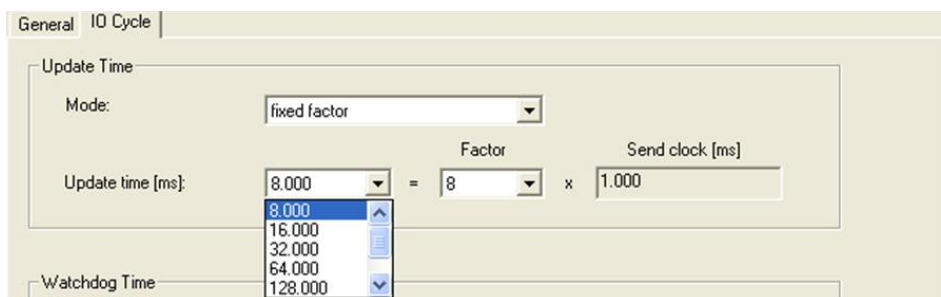 General IO Cycle
Update Time
Mode:
fixed factor
Factor Send clock [ms]
Update time [ms]: 8.000 = 8 x 1.000
8.000
16.000
32.000
64.000
128.000
Watchdog Time